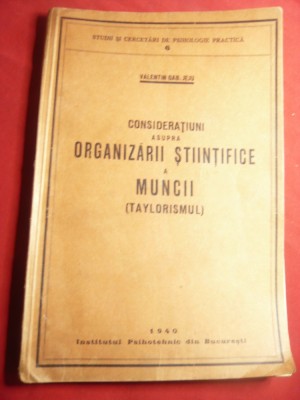 STUDII ȘI CERCETĂRI DE PSIHOLOGIE PRACTICĂ
6
VALENTIN GAB. JEJU
CONSIDERAȚIUNI
ASUPRA
ORGANIZĂRII ȘTIINȚIFICE
A
MUNCII
(TAYLORISMUL)
1940
Institutul Psihotehnic din București